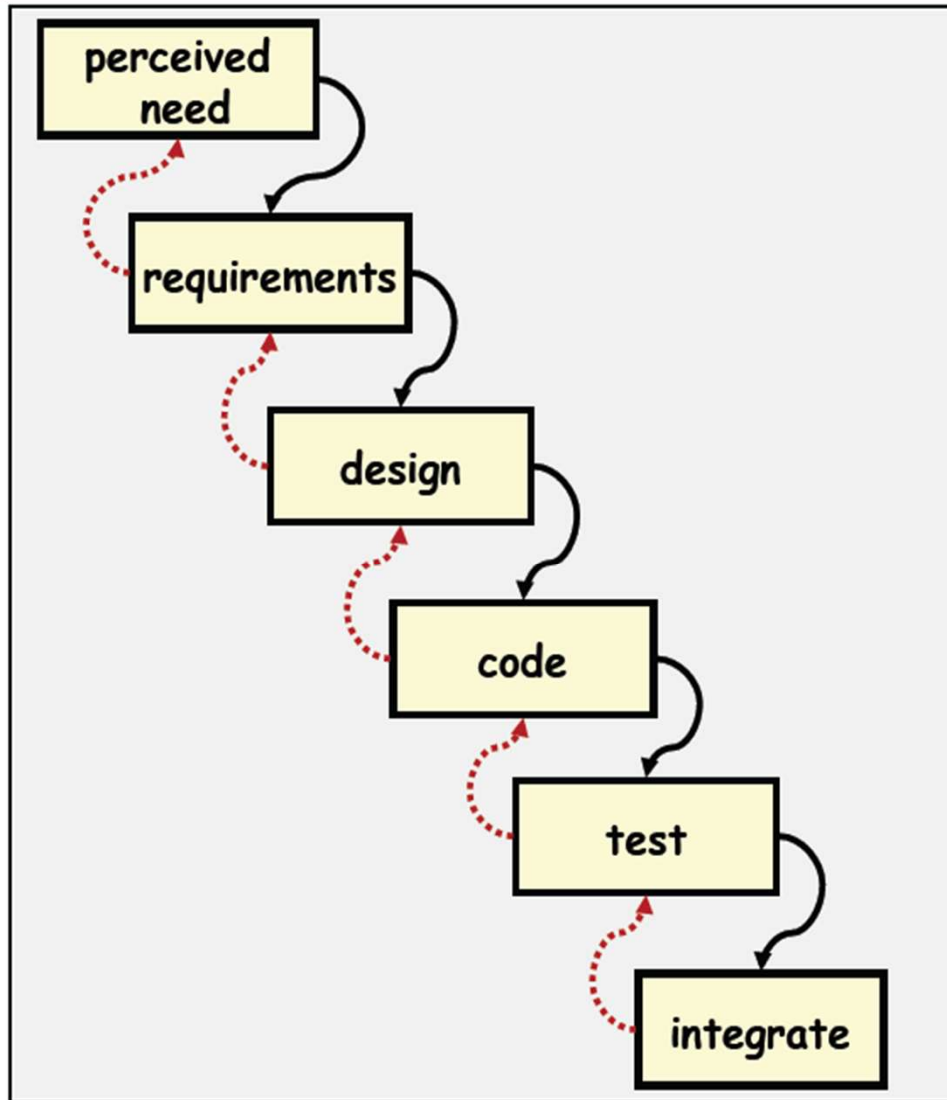 perceived
need
requirements
design
code
test
integrate